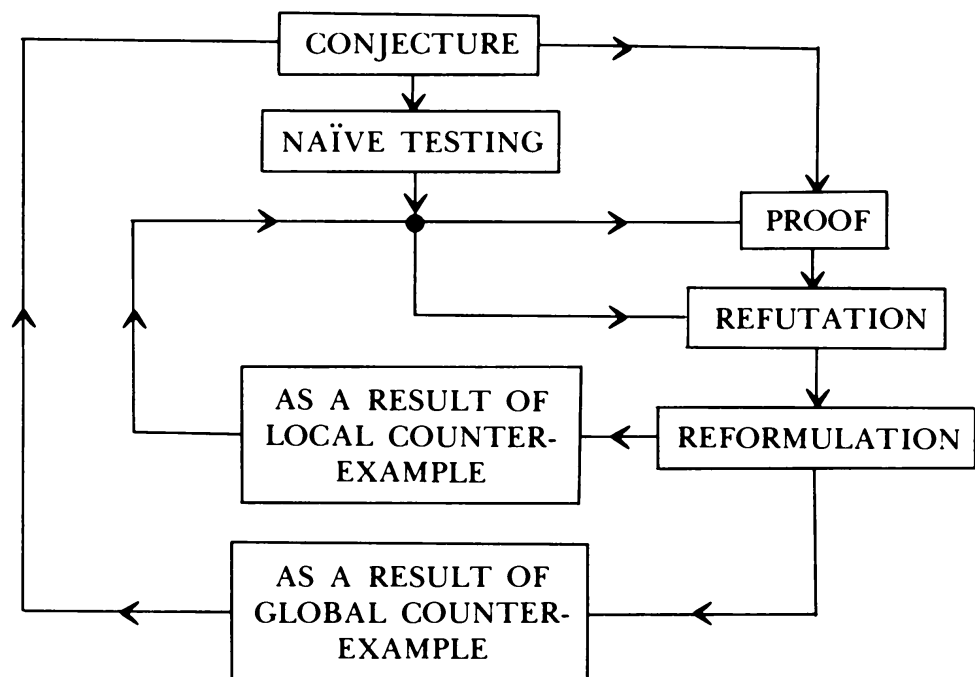 CONJECTURE
NAÏVE TESTING
PROOF
REFUTATION
AS A RESULT OF
LOCAL COUNTER-
EXAMPLE
REFORMULATION
AS A RESULT OF
GLOBAL COUNTER-
EXAMPLE